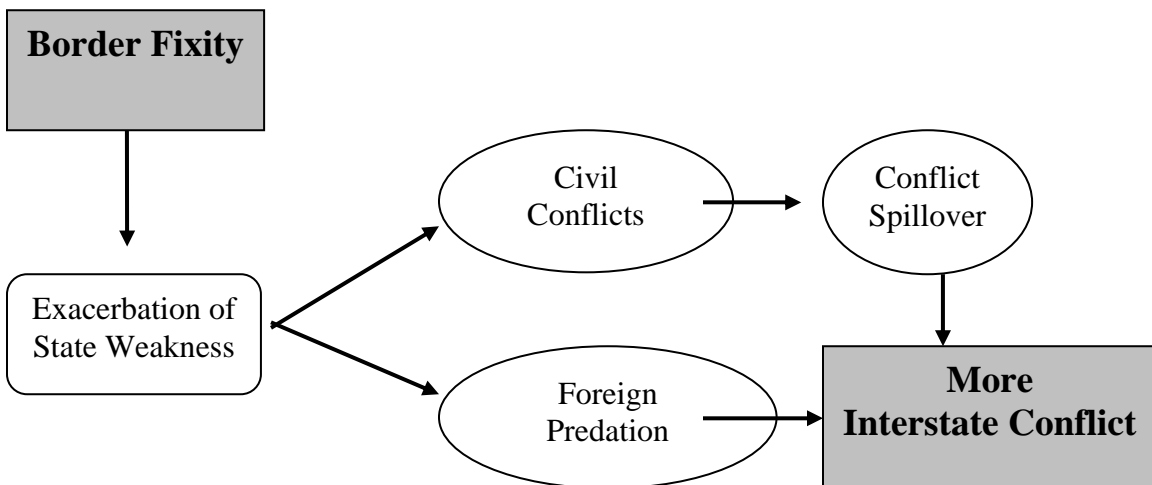 Border Fixity
Civil
Conflicts
Conflict
Spillover
Exacerbation of
State Weakness
Foreign
Predation
More
Interstate Conflict